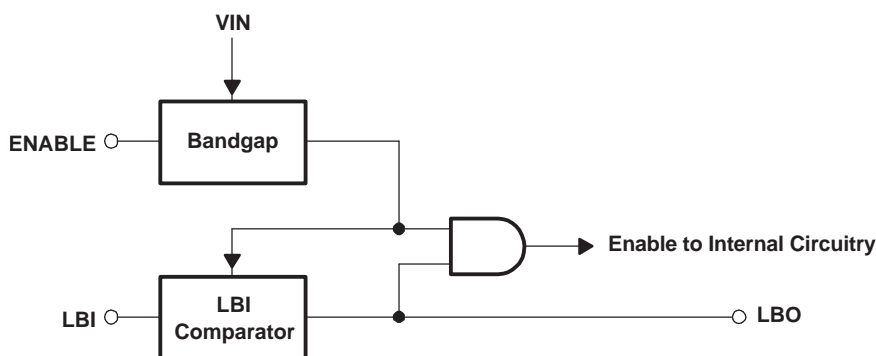 VIN
ENABLE
Bandgap
Enable to Internal Circuitry
LBI
LBI
Comparator
LBO